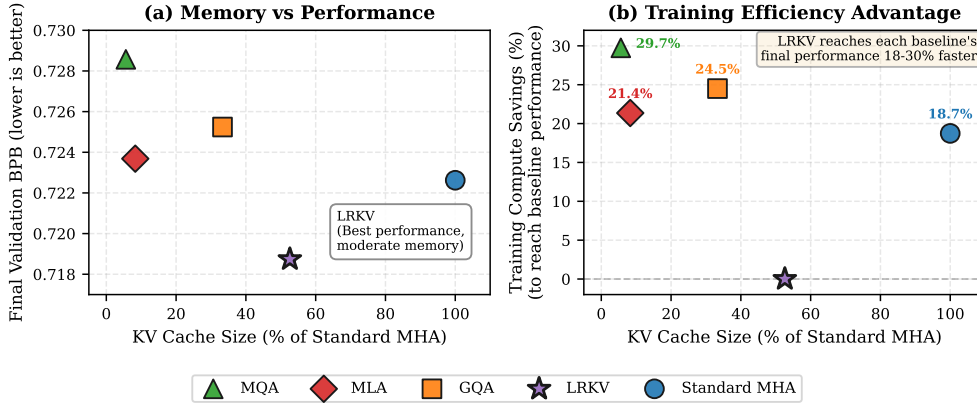 (a) Memory vs Performance
Final Validation BPB (lower is better)
0.730
0.728
0.726
0.724
0.722
0.720
0.718
LRKV
(Best performance,
moderate memory)
0 20 40 60 80 100
KV Cache Size (% of Standard MHA)
(b) Training Efficiency Advantage
Training Compute Savings (%)
(to reach baseline performance)
30
25
20
15
10
5
0
LRKV reaches each baseline's
final performance 18-30% faster
29.7%
24.5%
21.4%
18.7%
0 20 40 60 80 100
KV Cache Size (% of Standard MHA)
MQA MLA GQA LRKV Standard MHA